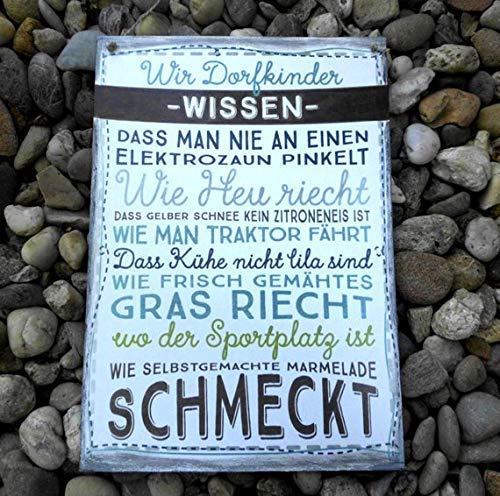 Wir Dorfkinder
-WISSEN-
DASS MAN NIE AN EINEN
ELEKTROZAUN PINKELT
Wie Heu riecht
DASS GELBER SCHNEE KEIN ZITRONENEIS IST
WIE MAN TRAKTOR FÄHRT
Dass Kühe nicht lila sind
WIE FRISCH GEMÄHTES
GRAS RIECHT
wo der Sportplatz ist
WIE SELBSTGEMACHTE MARMELADE
SCHMECKT